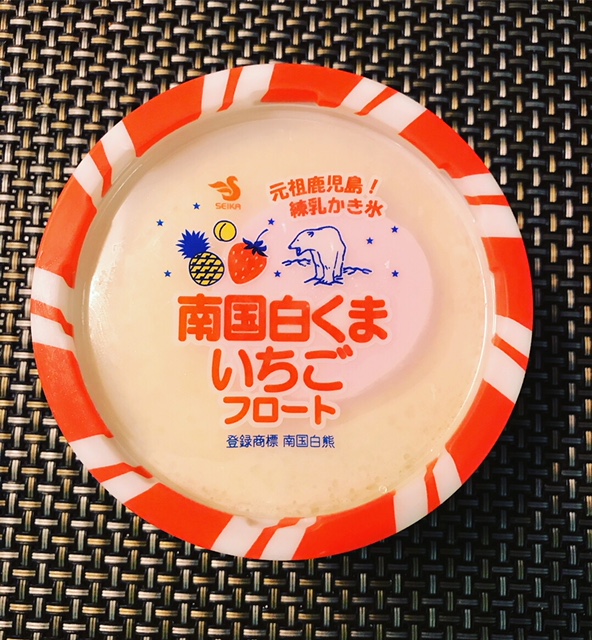 SEIKA
元祖鹿児島！
練乳かき氷
南国白くま
いちご
フロート
登録商標 南国白熊